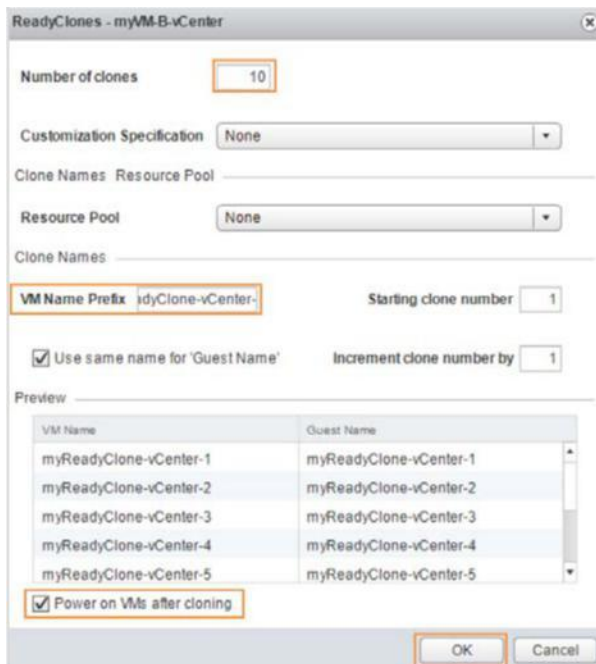 ReadyClones - myVM-B-vCenter
Number of clones 10
Customization Specification None
Clone Names Resource Pool
Resource Pool None
Clone Names
VM Name Prefix dyClone-vCenter- Starting clone number 1
Use same name for 'Guest Name' Increment clone number by 1
Preview
VM Name Guest Name
myReadyClone-vCenter-1 myReadyClone-vCenter-1
myReadyClone-vCenter-2 myReadyClone-vCenter-2
myReadyClone-vCenter-3 myReadyClone-vCenter-3
myReadyClone-vCenter-4 myReadyClone-vCenter-4
myReadyClone-vCenter-5 myReadyClone-vCenter-5
Power on VMs after cloning
OK Cancel